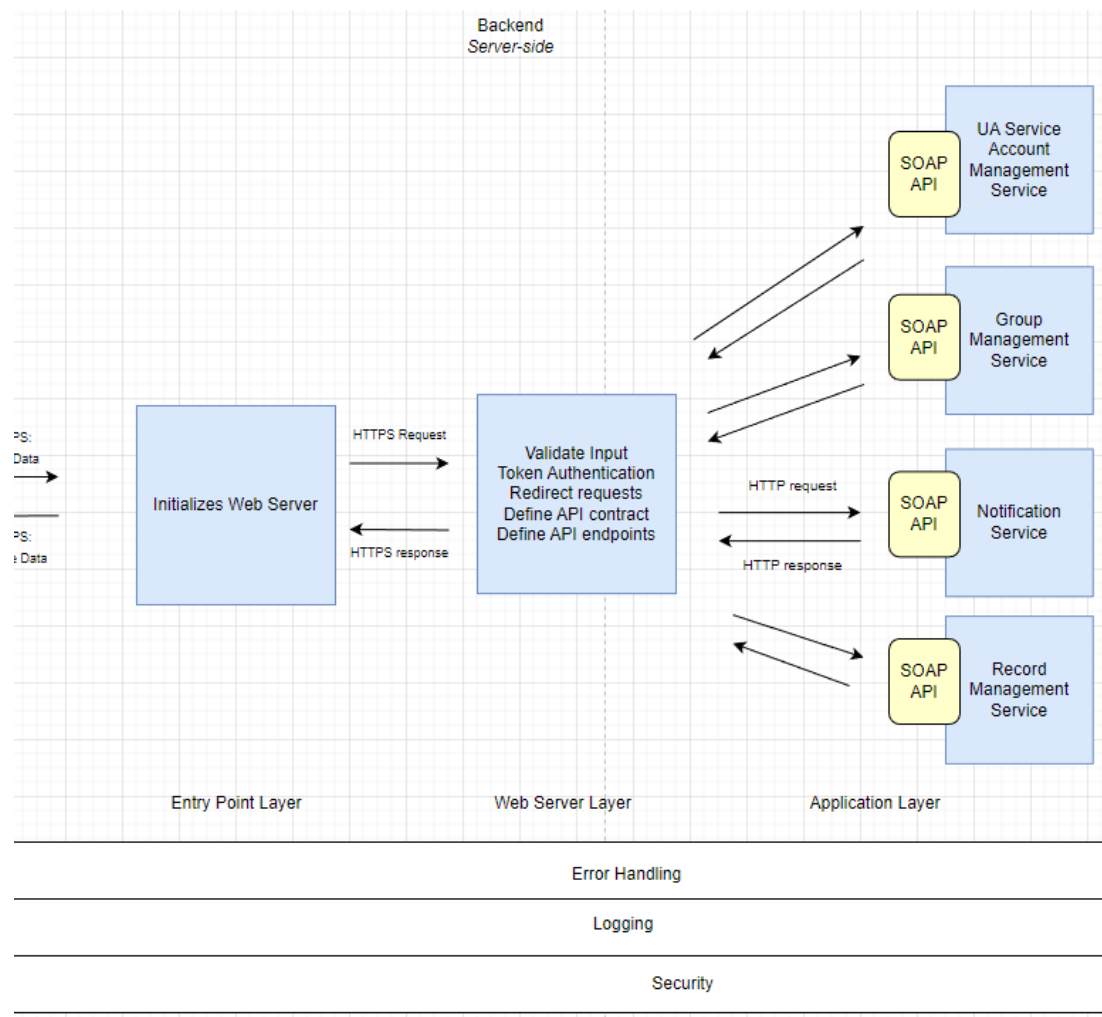 Backend
Server-side
UA Service
Account
Management
Service
SOAP
API
Group
Management
Service
SOAP
API
PS:
Data
HTTPS Request
Initializes Web Server
PS:
e Data
HTTPS response
Validate Input
Token Authentication
Redirect requests
Define API contract
Define API endpoints
HTTP request
HTTP response
SOAP
API
Notification
Service
SOAP
API
Record
Management
Service
Entry Point Layer
Web Server Layer
Application Layer
Error Handling
Logging
Security